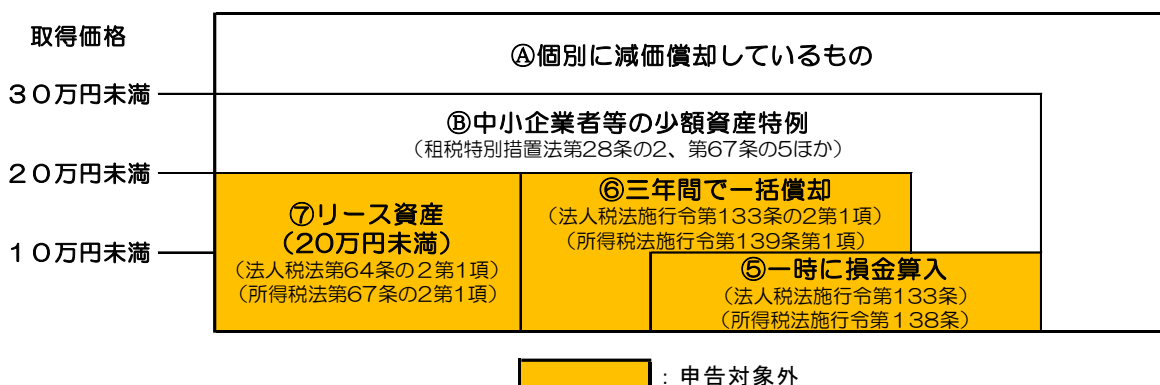 取得価格
３０万円未満
２０万円未満
１０万円未満
Ⓐ個別に減価償却しているもの
Ⓑ中小企業者等の少額資産特例
（租税特別措置法第28条の2、第67条の5ほか）
⑦リース資産
（20万円未満）
（法人税法第64条の２第1項）
（所得税法第67条の2第1項）
⑥三年間で一括償却
（法人税法施行令第133条の2第1項）
（所得税法施行令第139条第1項）
⑤一時に損金算入
（法人税法施行令第133条）
（所得税法施行令第１38条）
：申告対象外